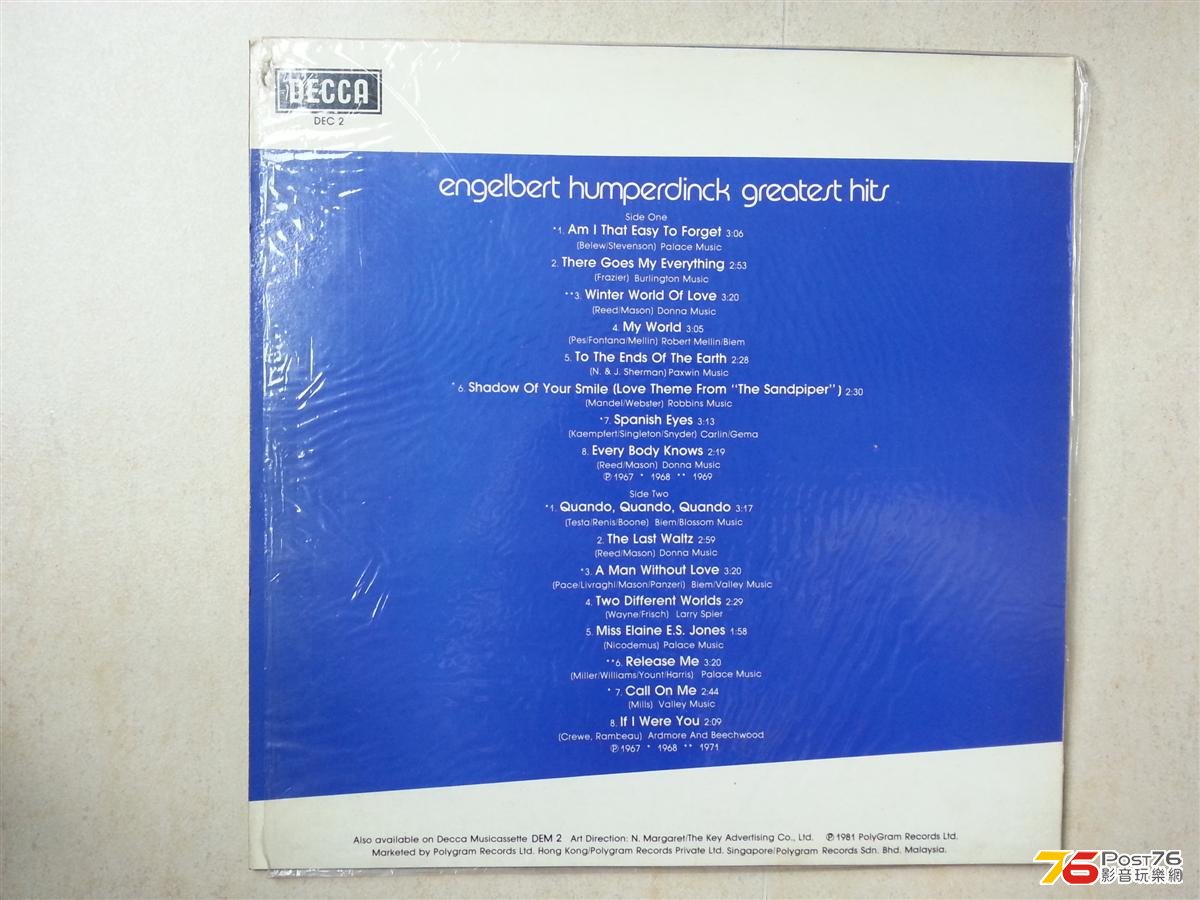 DECCA
DEC 2
engelbert humperdinck greatest hits
Side One
*1. Am I That Easy To Forget 3:06
(Belew/Stevenson) Palace Music
2. There Goes My Everything 2:53
(Frazier) Burlington Music
**3. Winter World Of Love 3:20
(Reed/Mason) Donna Music
4. My World 3:05
(Pes/Fontana/Mellin) Robert Mellin/Biem
5. To The Ends Of The Earth 2:28
(N. & J. Sherman) Paxwin Music
*6. Shadow Of Your Smile (Love Theme From "The Sandpiper") 2:30
(Mandel/Webster) Robbins Music
*7. Spanish Eyes 3:13
(Kaempfert/Singleton/Snyder) Carlin/Gema
8. Every Body Knows 2:19
(Reed/Mason) Donna Music
℗ 1967 * 1968 ** 1969
Side Two
*1. Quando, Quando, Quando 3:17
(Testa/Renis/Boone) Biem/Blossom Music
2. The Last Waltz 2:59
(Reed/Mason) Donna Music
*3. A Man Without Love 3:20
(Pace/Livraghi/Mason/Panzeri) Biem/Valley Music
4. Two Different Worlds 2:29
(Wayne/Frisch) Larry Spier
5. Miss Elaine E.S. Jones 1:58
(Nicodemus) Palace Music
**6. Release Me 3:20
(Miller/Williams/Yount/Harris) Palace Music
*7. Call On Me 2:44
(Mills) Valley Music
8. If I Were You 2:09
(Crewe, Rambeau) Ardmore And Beechwood
℗ 1967 * 1968 ** 1971
Also available on Decca Musicassette DEM 2 Art Direction: N. Margaret/The Key Advertising Co., Ltd. ℗ 1981 PolyGram Records Ltd.
Marketed by Polygram Records Ltd. Hong Kong/Polygram Records Private Ltd. Singapore/Polygram Records Sdn. Bhd. Malaysia.
76 Post76
影音玩樂網